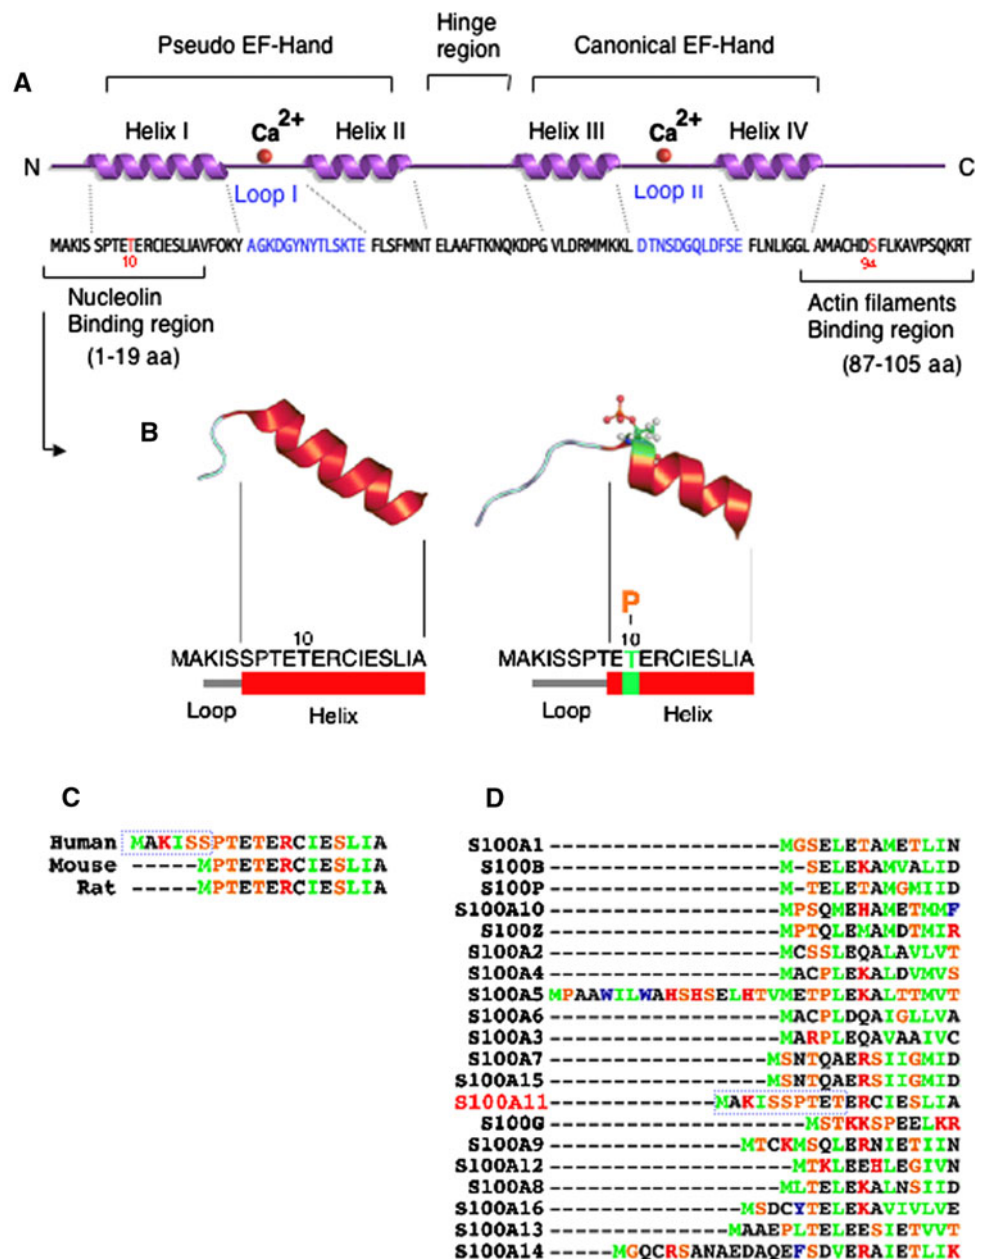 Pseudo EF-Hand
Hinge
region
Canonical EF-Hand
A
Helix I
Ca2+
Helix II
Helix III
Ca2+
Helix IV
N
C
Loop I
Loop II
MAKIS SPTETERCIESLIAVFOKY AGKDGYNYTLSKTE FLSFMNT ELAAFTKNQKDPG VLDRMMKKL DTNSDGQLDFSE FLNLIGGL AMACHDSFLKAVPSQKRT
10
94
Nucleolin
Binding region
(1-19 aa)
Actin filaments
Binding region
(87-105 aa)
B
P
10
10
MAKISSPTETERCIESLIA
MAKISSPTETERCIESLIA
Loop
Helix
Loop
Helix
C
Human MAKISSPTETERCIESLIA
Mouse -----MPTETERCIESLIA
Rat -----MPTETERCIESLIA
D
S100A1------------------MGSELETAMETLIN
S100B------------------M-SELEKAMVALID
S100P------------------M-TELETAMGMIID
S100A10------------------MPSQMEHAMETMMF
S100Z------------------MPTQLEMAMDTMIR
S100A2------------------MCSSLEQALAVLVT
S100A4------------------MACPLEKALDVMVS
S100A5MPAAWILWAHSHSELHTVMETPLEKALTTMVT
S100A6------------------MACPLDQAIGLLVA
S100A3------------------MARPLEQAVAAIVC
S100A7-----------------MSNTQAERSIIGMID
S100A15-----------------MSNTQAERSIIGMID
S100A11-------------MAKISSPTETERCIESLIA
S100G--------------------MSTKKSPEELKR
S100A9---------------MTCKMSQLERNIETIIN
S100A12-------------------MTKLEEHLEGIVN
S100A8------------------MLTELEKALNSIID
S100A16---------------MSDCYTELEKAVIVLVE
S100A13--------------MAAEPLTELEESIETVVT
S100A14-----MGQCRSANAEDAQEFSDVERAIETLIK